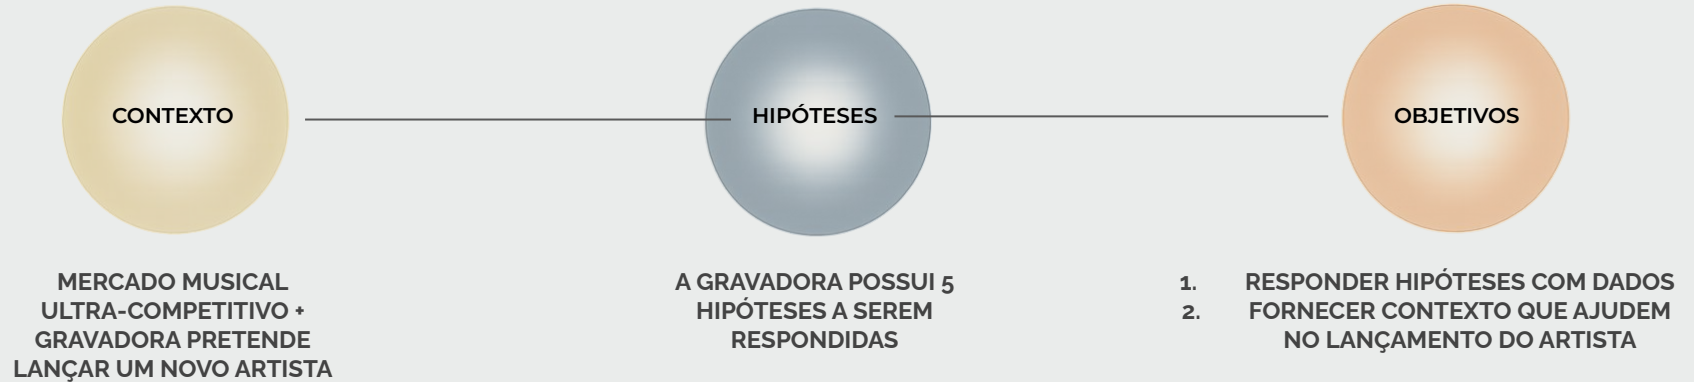 CONTEXTO
HIPÓTESES
OBJETIVOS
MERCADO MUSICAL
ULTRA-COMPETITIVO +
GRAVADORA PRETENDE
LANÇAR UM NOVO ARTISTA
A GRAVADORA POSSUI 5
HIPÓTESES A SEREM
RESPONDIDAS
1. RESPONDER HIPÓTESES COM DADOS
2. FORNECER CONTEXTO QUE AJUDEM
NO LANÇAMENTO DO ARTISTA